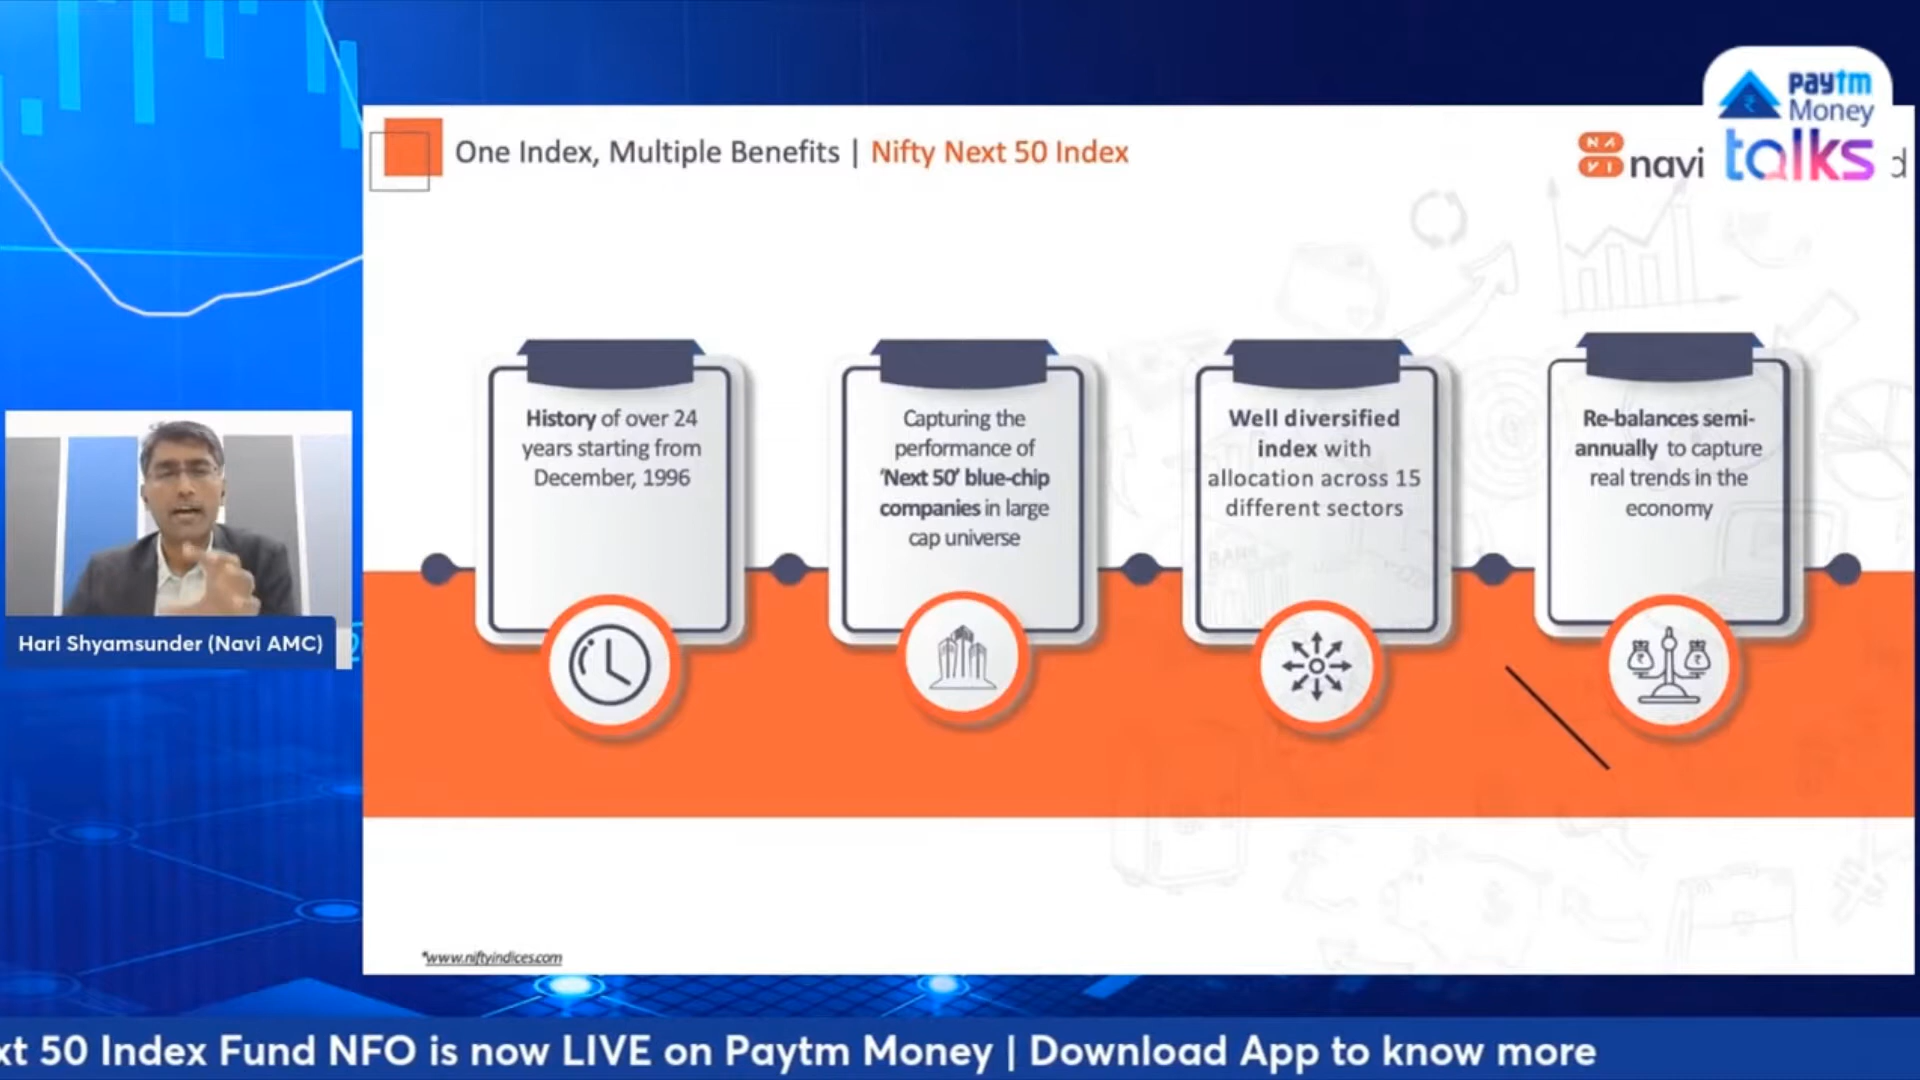 paytm
Money
talks
One Index, Multiple Benefits | Nifty Next 50 Index
NAVI navi d
History of over 24
years starting from
December, 1996
Capturing the
performance of
'Next 50' blue-chip
companies in large
cap universe
Well diversified
index with
allocation across 15
different sectors
Re-balances semi-
annually to capture
real trends in the
economy
Hari Shyamsunder (Navi AMC)
*www.niftyindices.com
xt 50 Index Fund NFO is now LIVE on Paytm Money | Download App to know more